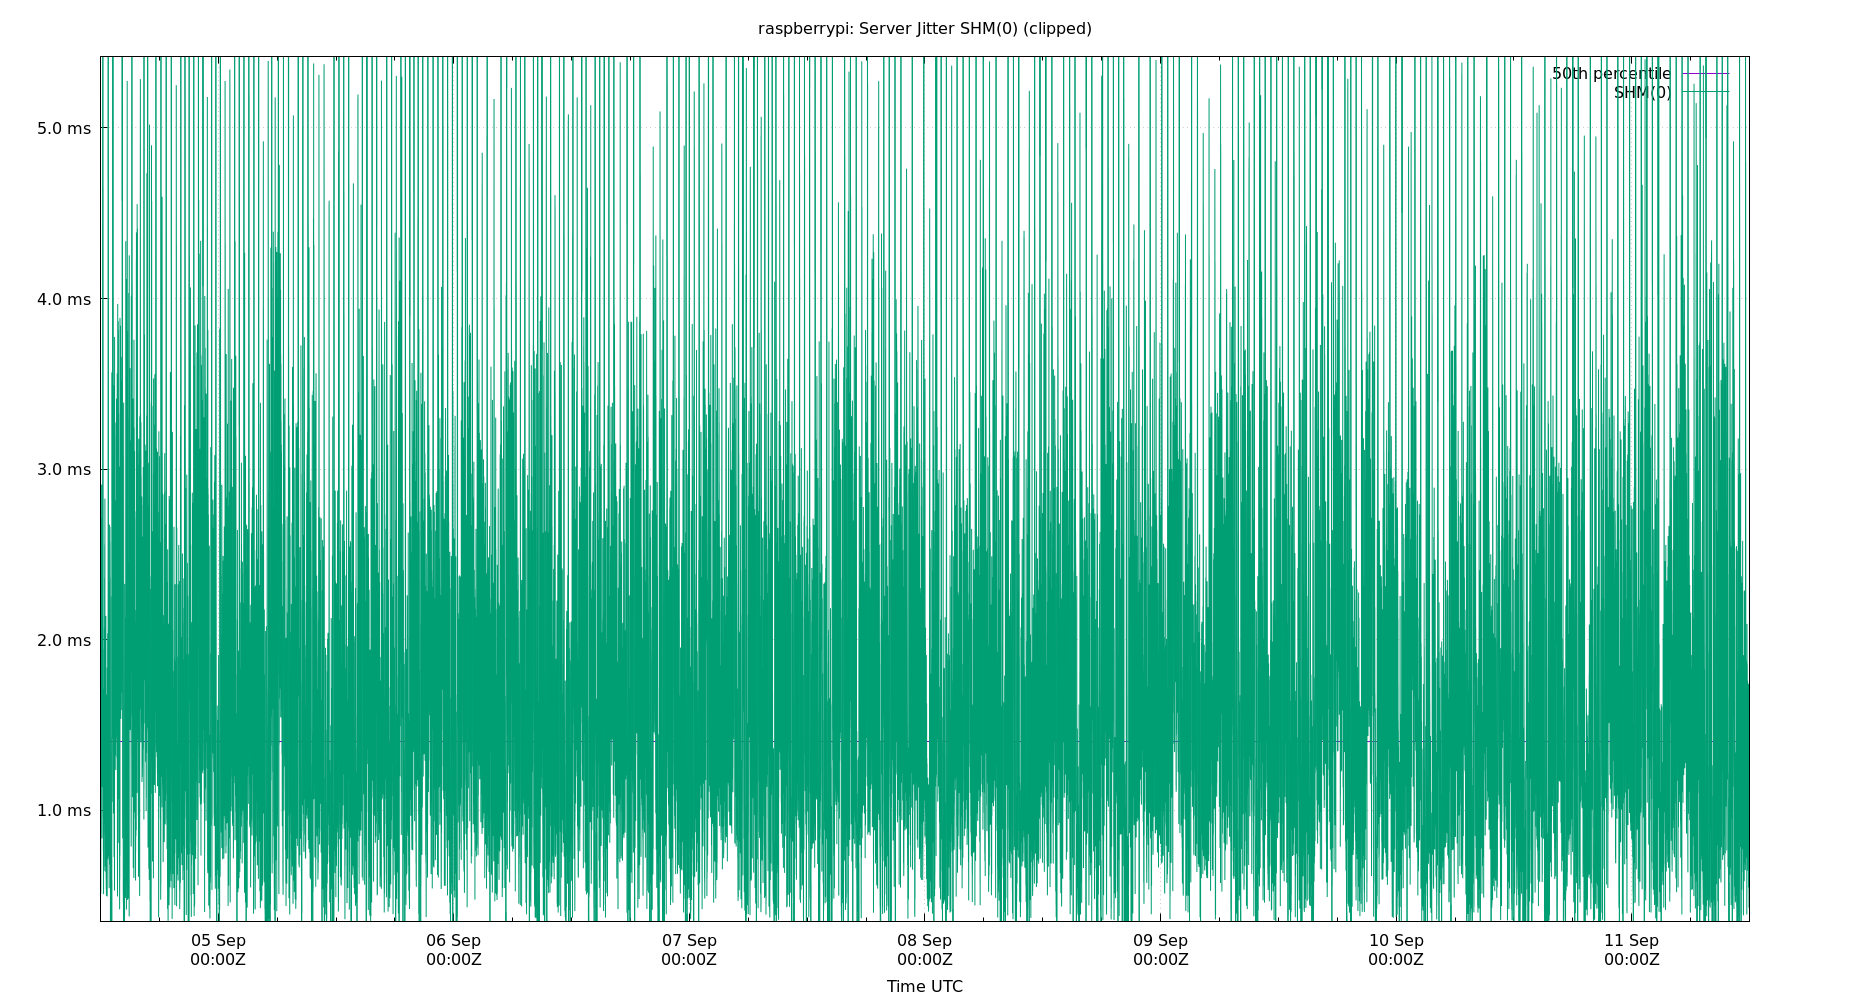 raspberrypi: Server Jitter SHM(0) (clipped)
50th percentile
SHM(0)
5.0 ms
4.0 ms
3.0 ms
2.0 ms
1.0 ms
05 Sep 06 Sep 07 Sep 08 Sep 09 Sep 10 Sep 11 Sep
00:00Z 00:00Z 00:00Z 00:00Z 00:00Z 00:00Z 00:00Z
Time UTC